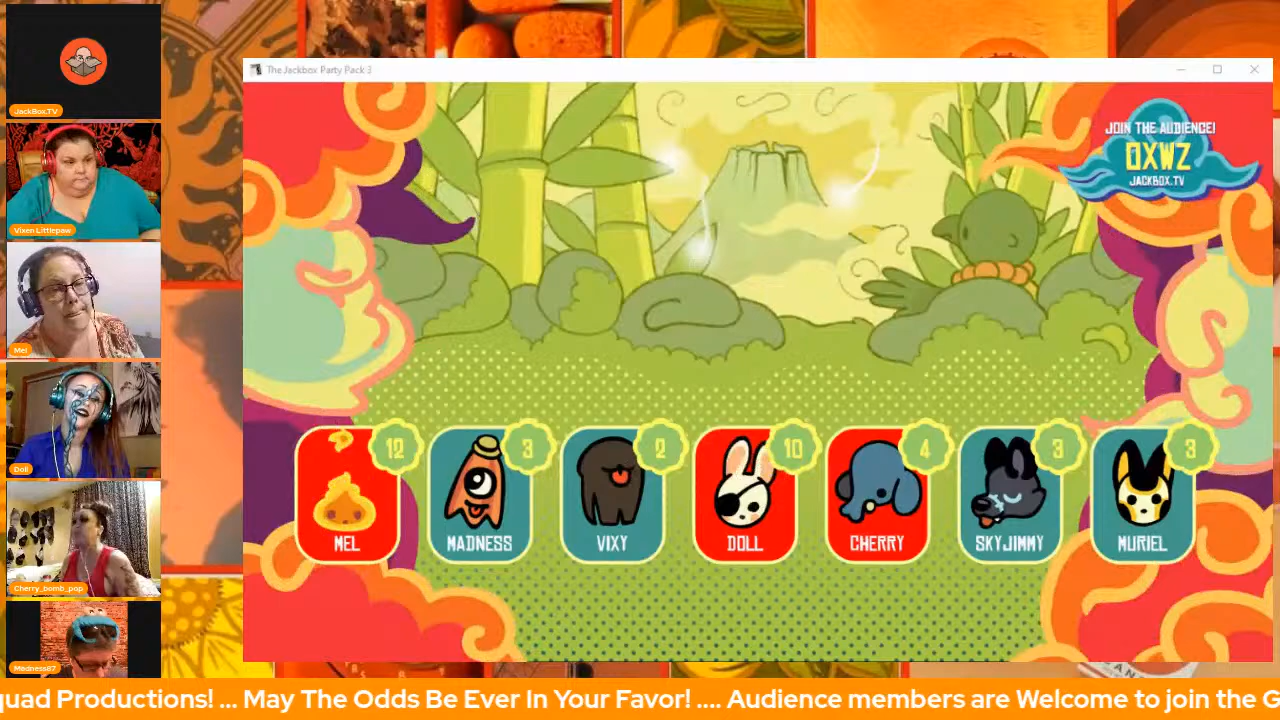 JackBox.TV
Vixen Littlepaw
Mel
Doll
Cherry_bomb_pop
Madness87
The Jackbox Party Pack 3
JOIN THE AUDIENCE!
OXWZ
JACKBOX.TV
12
3
2
10
4
3
3
MEL
MADNESS
VIXY
DOLL
CHERRY
SKYJIMMY
MURIEL
quad Productions! ... May The Odds Be Ever In Your Favor! .... Audience members are Welcome to join the G